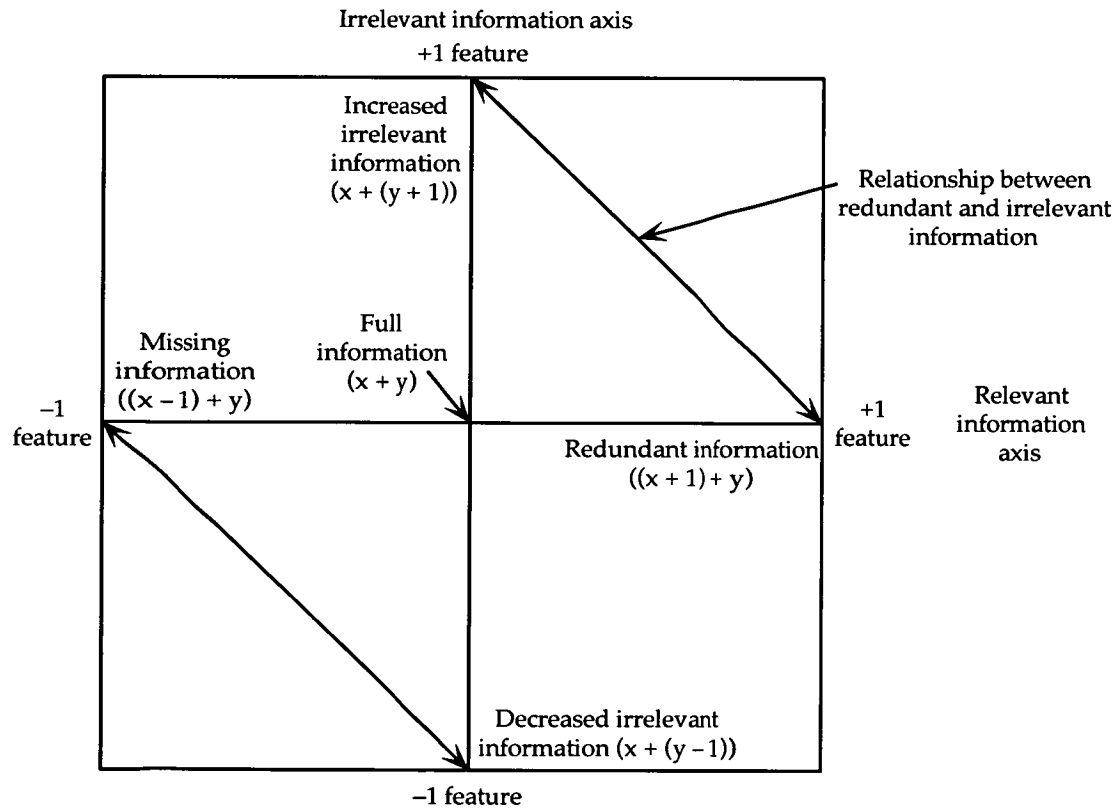 Irrelevant information axis
+1 feature
Increased
irrelevant
information
(x + (y + 1))
Relationship between
redundant and irrelevant
information
Missing
information
((x – 1) + y)
Full
information
(x + y)
–1
feature
+1
feature
Relevant
information
axis
Redundant information
((x + 1) + y)
Decreased irrelevant
information (x + (y – 1))
–1 feature